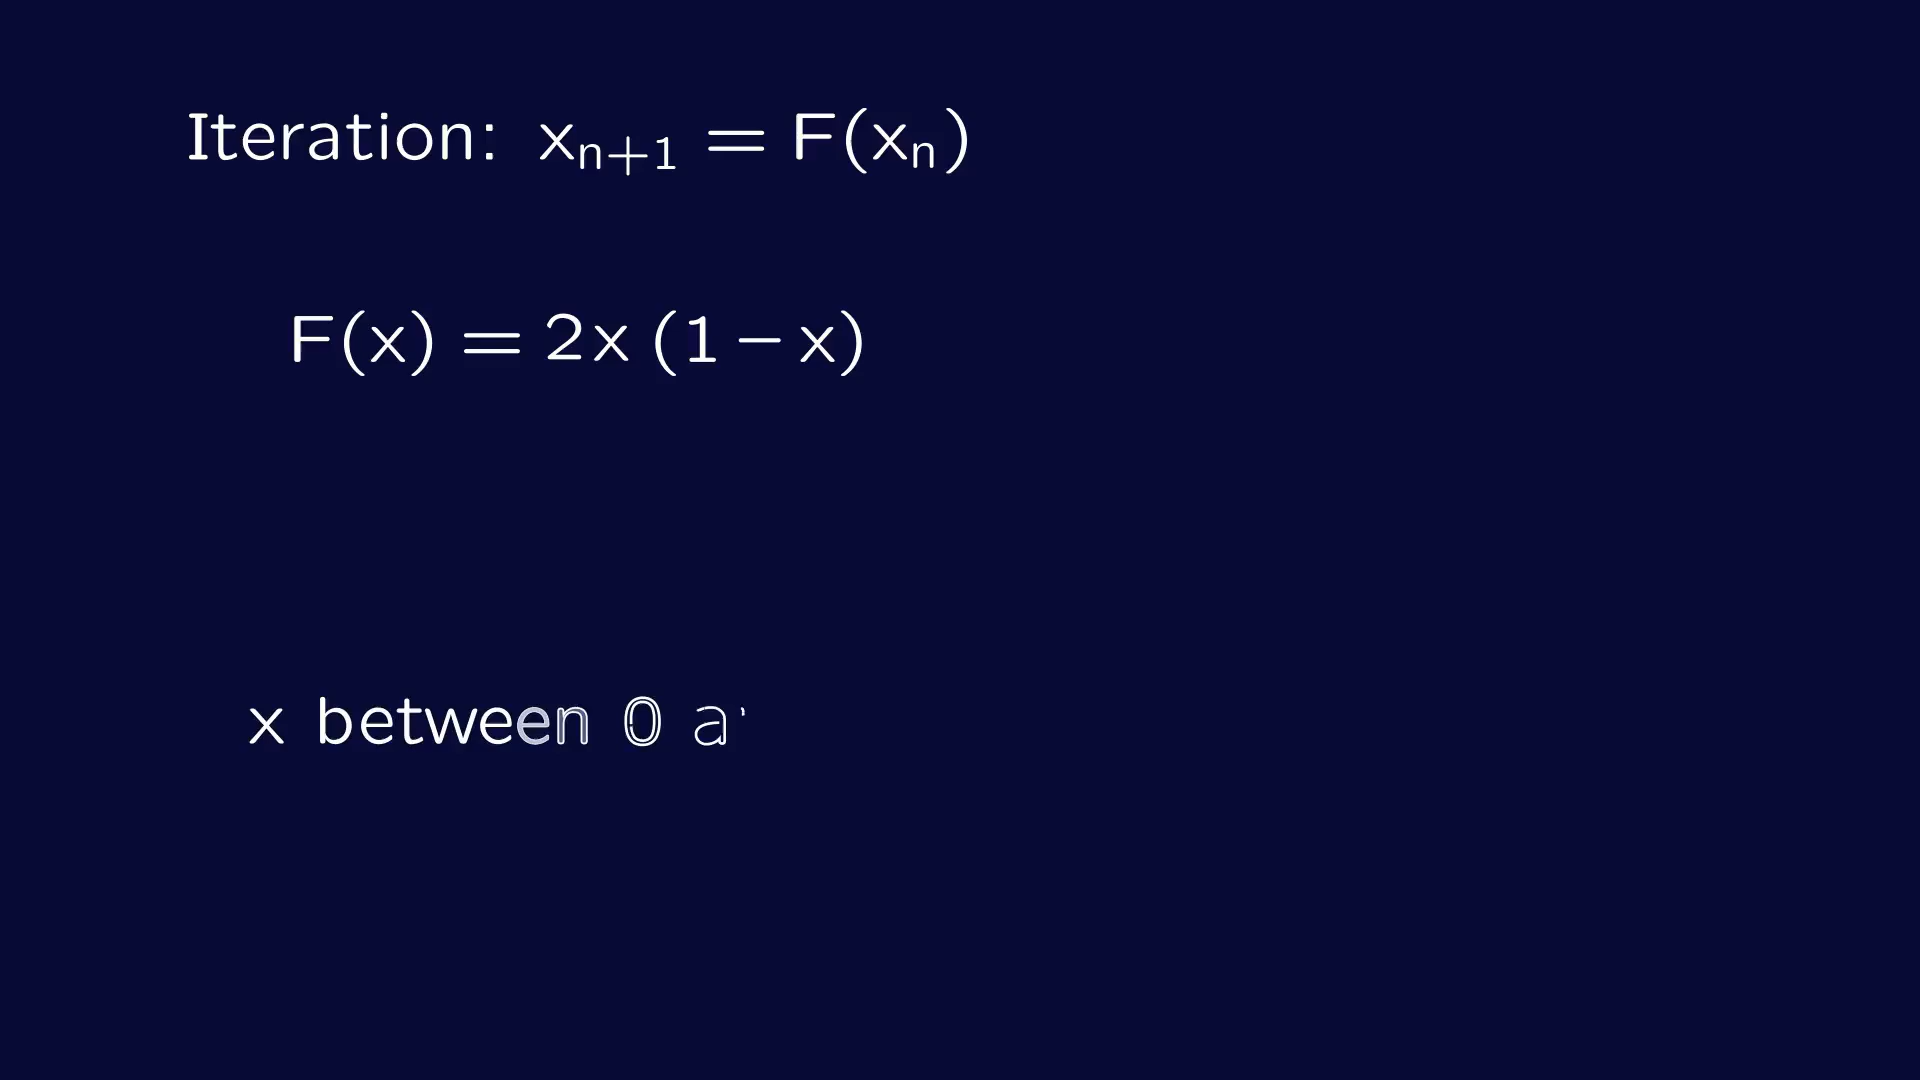 Iteration: xₙ₊₁ = F(xₙ)
F(x) = 2x (1 − x)
x between 0 a